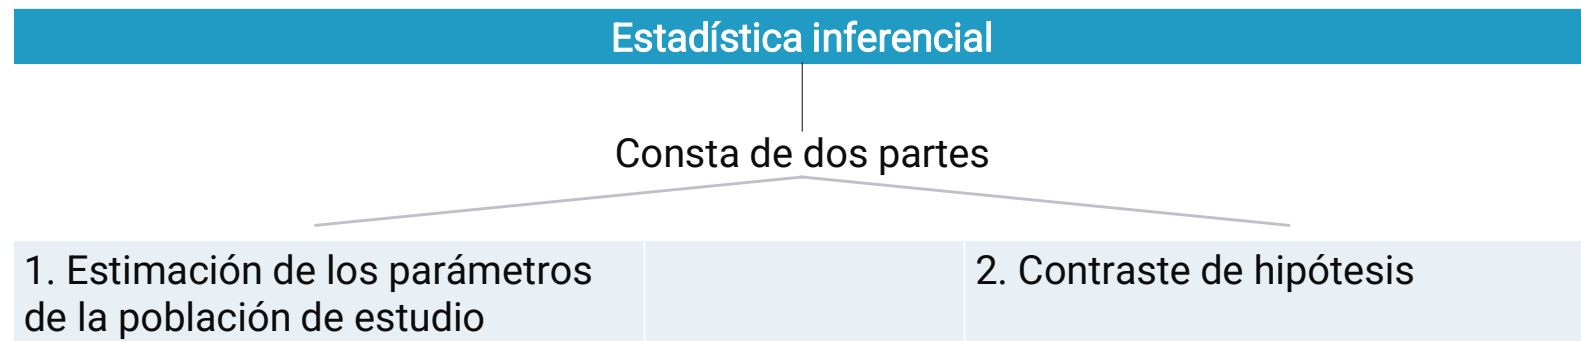 Estadística inferencial
Consta de dos partes
1. Estimación de los parámetros
de la población de estudio
2. Contraste de hipótesis